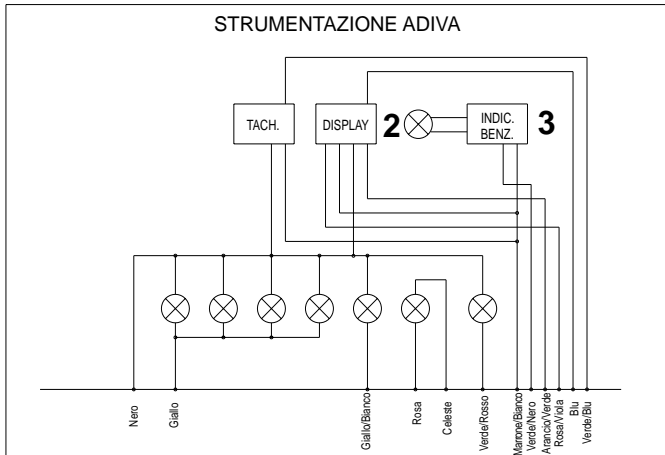 STRUMENTAZIONE ADIVA
TACH.
DISPLAY
2
INDIC.
BENZ.
3
Nero
Giallo
Giallo/Bianco
Rosa
Celeste
Verde/Rosso
Marrone/Bianco
Verde/Nero
Arancio/Verde
Rosa/Viola
Blu
Verde/Blu